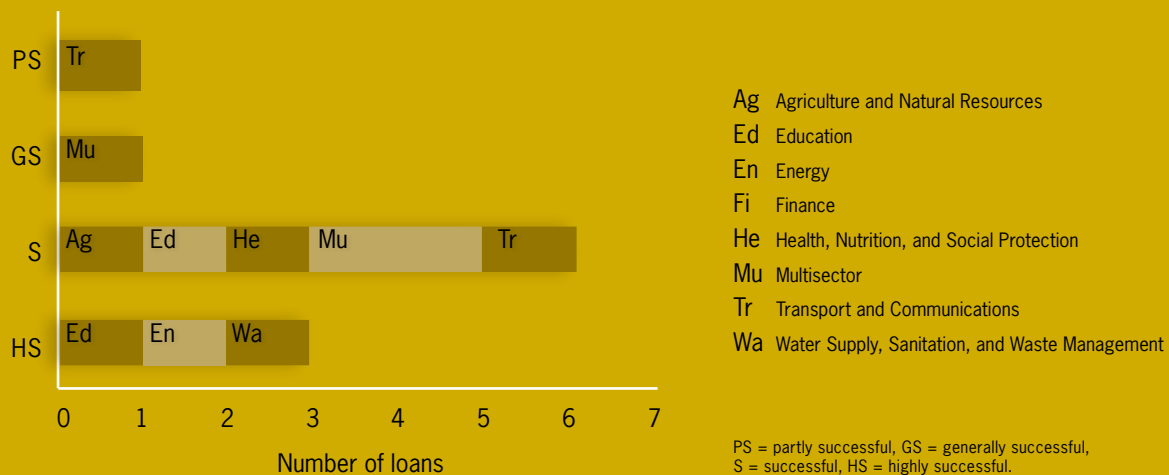 PS Tr
GS Mu
S Ag Ed He Mu Tr
HS Ed En Wa
0 1 2 3 4 5 6 7
Number of loans
Ag Agriculture and Natural Resources
Ed Education
En Energy
Fi Finance
He Health, Nutrition, and Social Protection
Mu Multisector
Tr Transport and Communications
Wa Water Supply, Sanitation, and Waste Management
PS = partly successful, GS = generally successful,
S = successful, HS = highly successful.